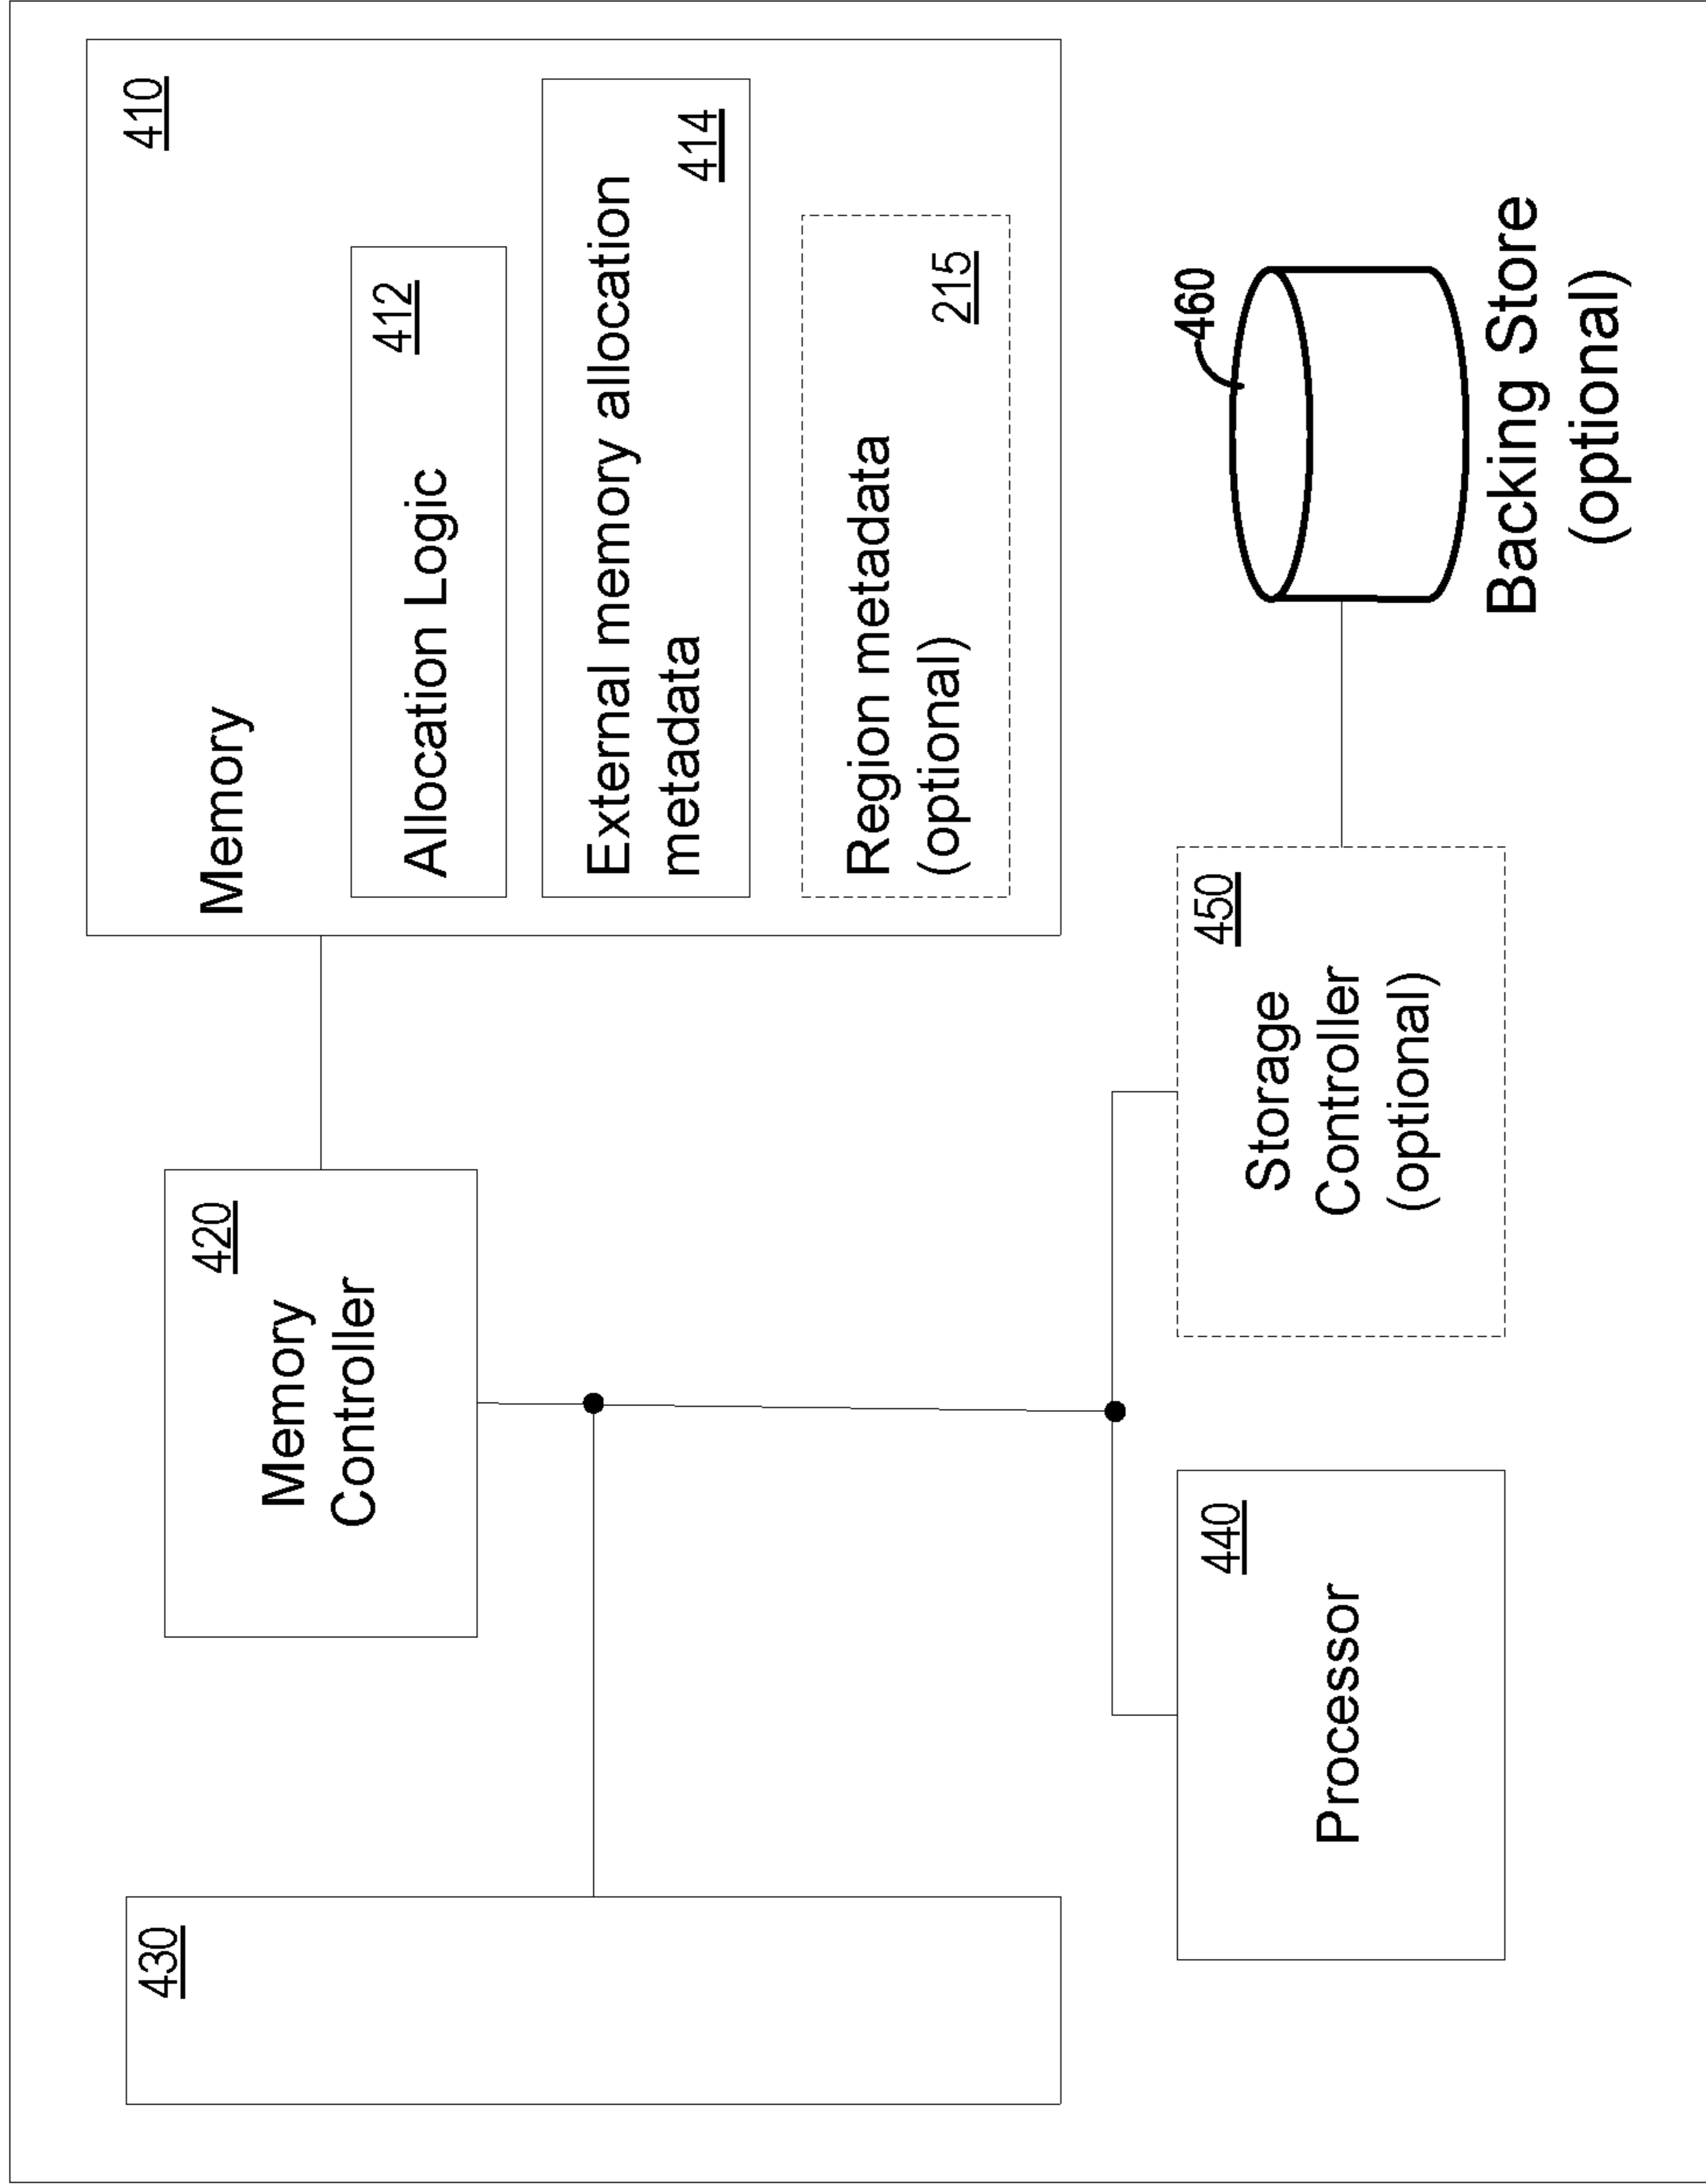 430
420
Memory
Controller
410
Memory
Allocation Logic
412
External memory allocation
metadata
414
Region metadata
(optional)
215
440
Processor
450
Storage
Controller
(optional)
460
Backing Store
(optional)